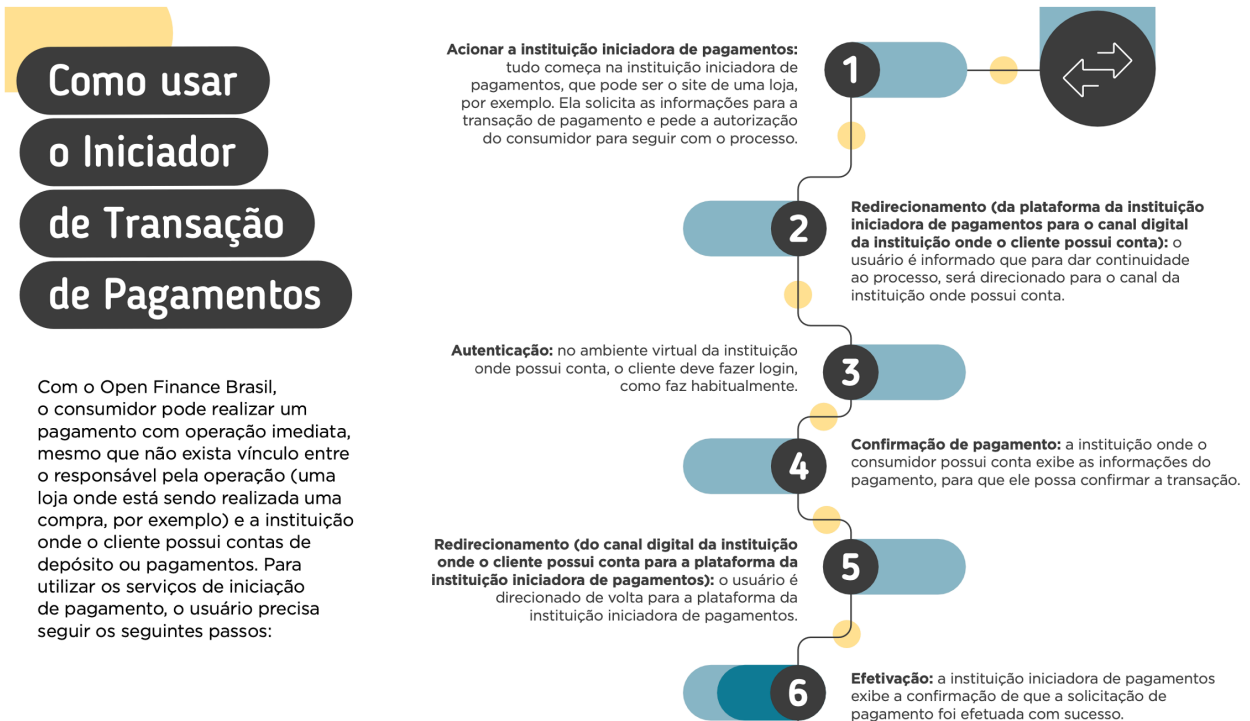 Como usar
o Iniciador
de Transação
de Pagamentos
Com o Open Finance Brasil,
o consumidor pode realizar um
pagamento com operação imediata,
mesmo que não exista vínculo entre
o responsável pela operação (uma
loja onde está sendo realizada uma
compra, por exemplo) e a instituição
onde o cliente possui contas de
depósito ou pagamentos. Para
utilizar os serviços de iniciação
de pagamento, o usuário precisa
seguir os seguintes passos:
1
Acionar a instituição iniciadora de pagamentos:
tudo começa na instituição iniciadora de
pagamentos, que pode ser o site de uma loja,
por exemplo. Ela solicita as informações para a
transação de pagamento e pede a autorização
do consumidor para seguir com o processo.
2
Redirecionamento (da plataforma da instituição
iniciadora de pagamentos para o canal digital
da instituição onde o cliente possui conta): o
usuário é informado que para dar continuidade
ao processo, será direcionado para o canal da
instituição onde possui conta.
3
Autenticação: no ambiente virtual da instituição
onde possui conta, o cliente deve fazer login,
como faz habitualmente.
4
Confirmação de pagamento: a instituição onde o
consumidor possui conta exibe as informações do
pagamento, para que ele possa confirmar a transação.
5
Redirecionamento (do canal digital da instituição
onde o cliente possui conta para a plataforma da
instituição iniciadora de pagamentos): o usuário é
direcionado de volta para a plataforma da
instituição iniciadora de pagamentos.
6
Efetivação: a instituição iniciadora de pagamentos
exibe a confirmação de que a solicitação de
pagamento foi efetuada com sucesso.